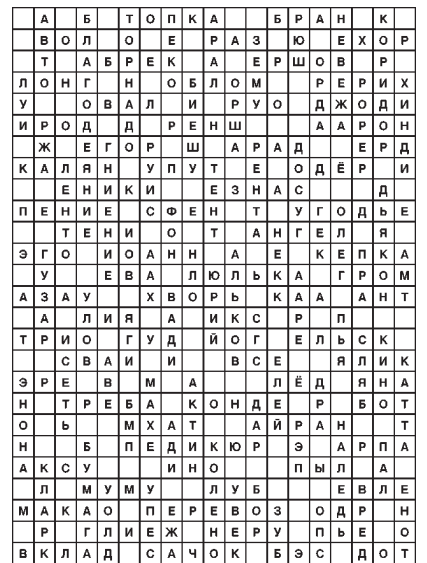 А Б ТОПКА БРАН К
ВОЛ О Е РАЗ Ю ЕХОР
Т АБРЕК А ЕРШОВ Р
ЛОНГ Н ОБЛОМ РЕРИХ
У ОВАЛ И РУО ДЖОДИ
ИРОД Д РЕНШ ААРОН
Ж ЕГОР Ш АРАД ЕРД
КАЛЯН УПУТ Е ОДЁР И
ЕНИКИ ЕЗНАС Д
ПЕНИЕ СФЕН Т УГОДЬЕ
ТЕНИ О Т АНГЕЛ Я
ЭГО ИОАНН А Е КЕПКА
У ЕВА ЛЮЛЬКА ГРОМ
АЗАУ ХВОРЬ КАА АНТ
А ЛИЯ А ИКС Р П
ТРИО ГУД ЙОГ ЕЛЬСК
СВАИ И ВСЕ ЯЛИК
ЭРЕ В М А ЛЁД ЯНА
Н ТРЕБА КОНДЕ Р БОТ
О Ь МХАТ АЙРАН Т
Н Б ПЕДИКЮР Э АРПА
АКСУ ИНО ПЫЛ А
Л МУМУ ЛУБ ЕВЛЕ
МАКАО ПЕРЕВОЗ ОДР Н
Р ГЛИЕЖ НЕРУ ПЬЕ О
ВКЛАД САЧОК БЭС ДОТ